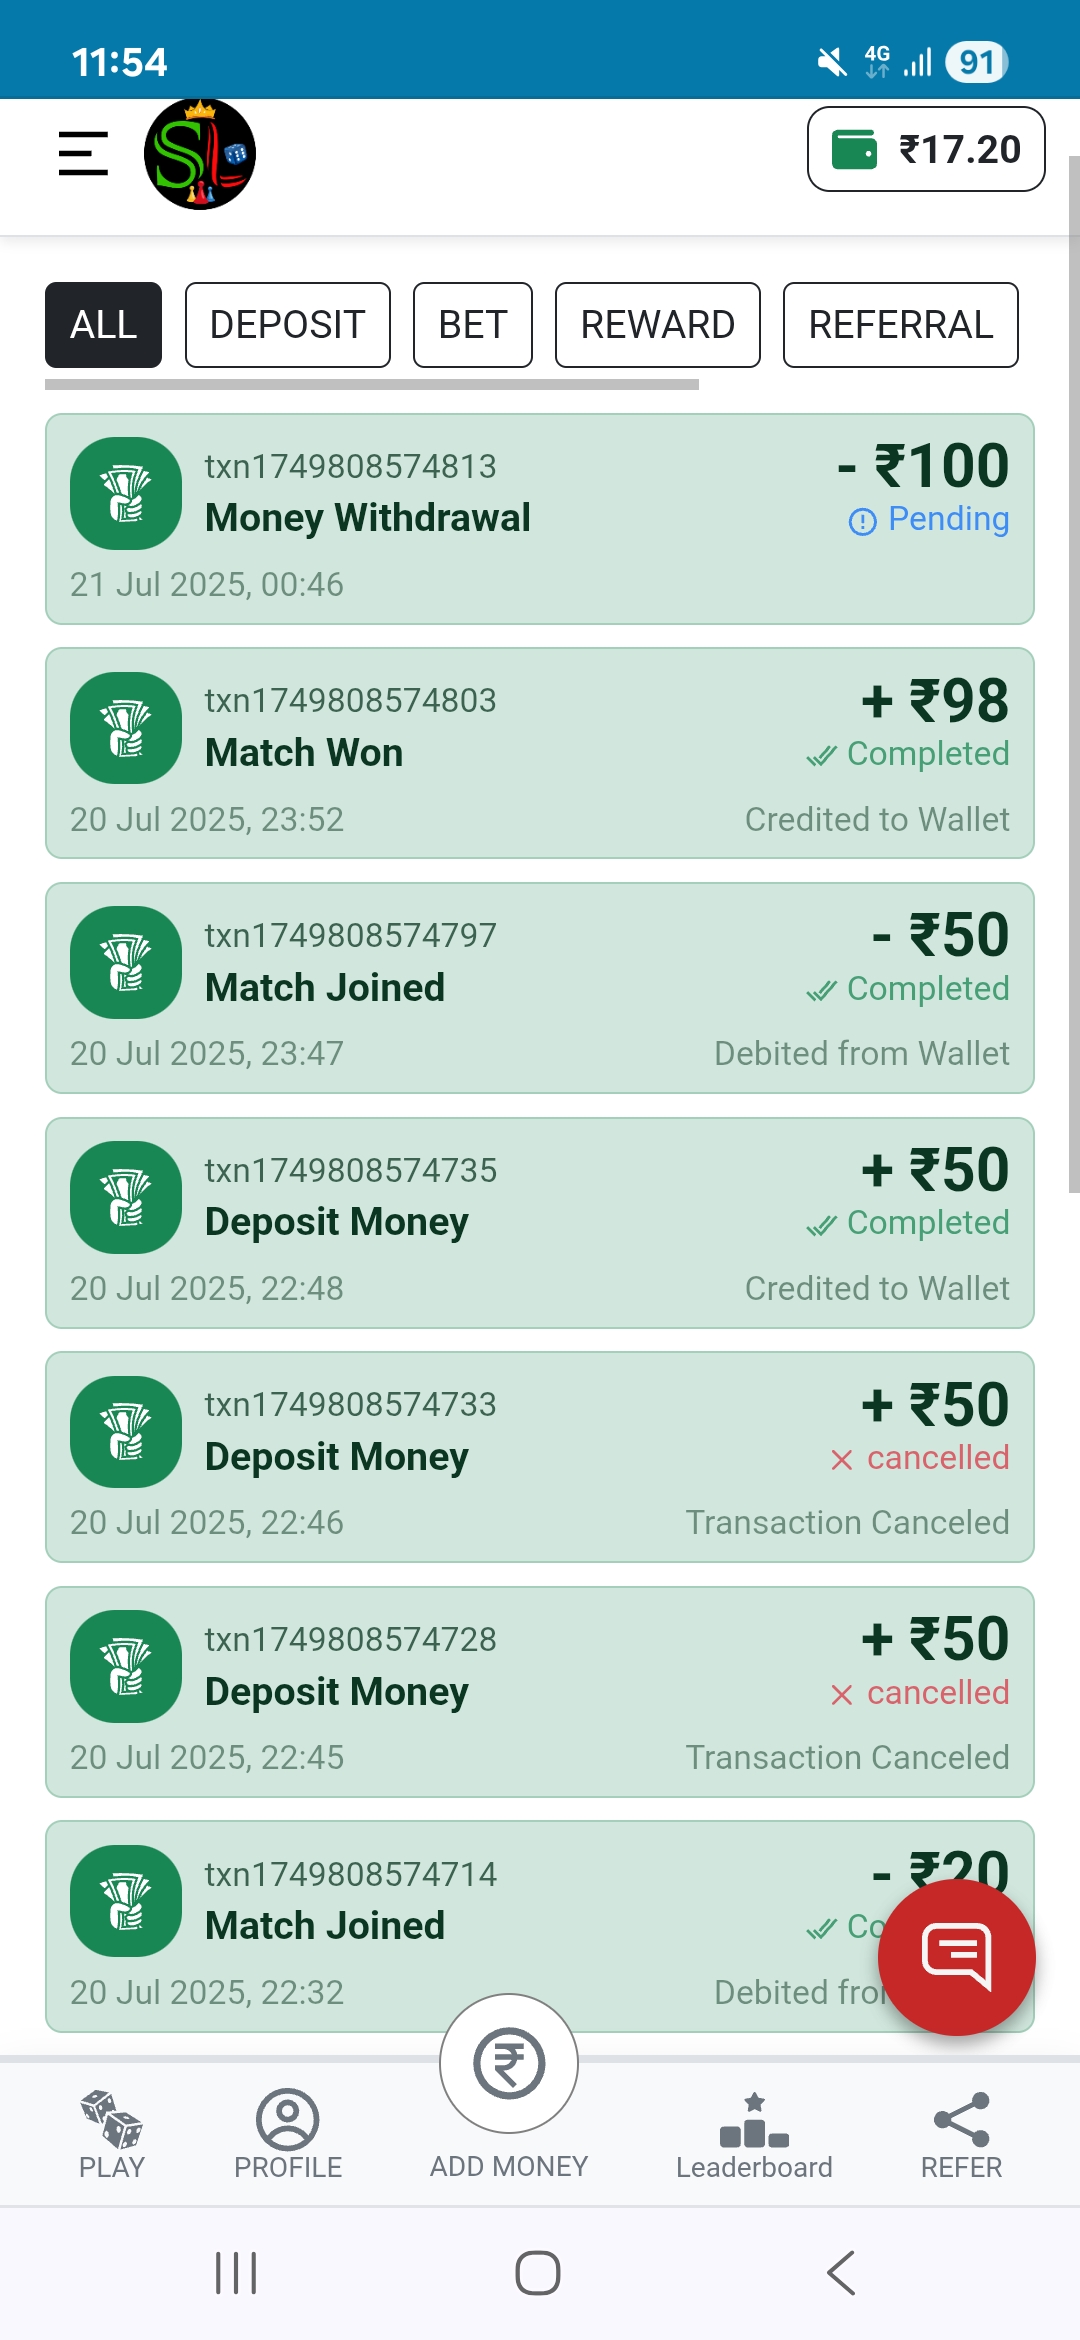 11:54
4G
91
SL
₹17.20
ALL
DEPOSIT
BET
REWARD
REFERRAL
txn1749808574813
- ₹100
Money Withdrawal
Pending
21 Jul 2025, 00:46
txn1749808574803
+ ₹98
Match Won
Completed
20 Jul 2025, 23:52
Credited to Wallet
txn1749808574797
- ₹50
Match Joined
Completed
20 Jul 2025, 23:47
Debited from Wallet
txn1749808574735
+ ₹50
Deposit Money
Completed
20 Jul 2025, 22:48
Credited to Wallet
txn1749808574733
+ ₹50
Deposit Money
cancelled
20 Jul 2025, 22:46
Transaction Canceled
txn1749808574728
+ ₹50
Deposit Money
cancelled
20 Jul 2025, 22:45
Transaction Canceled
txn1749808574714
- ₹20
Match Joined
Co
20 Jul 2025, 22:32
Debited fro
₹
PLAY
PROFILE
ADD MONEY
Leaderboard
REFER